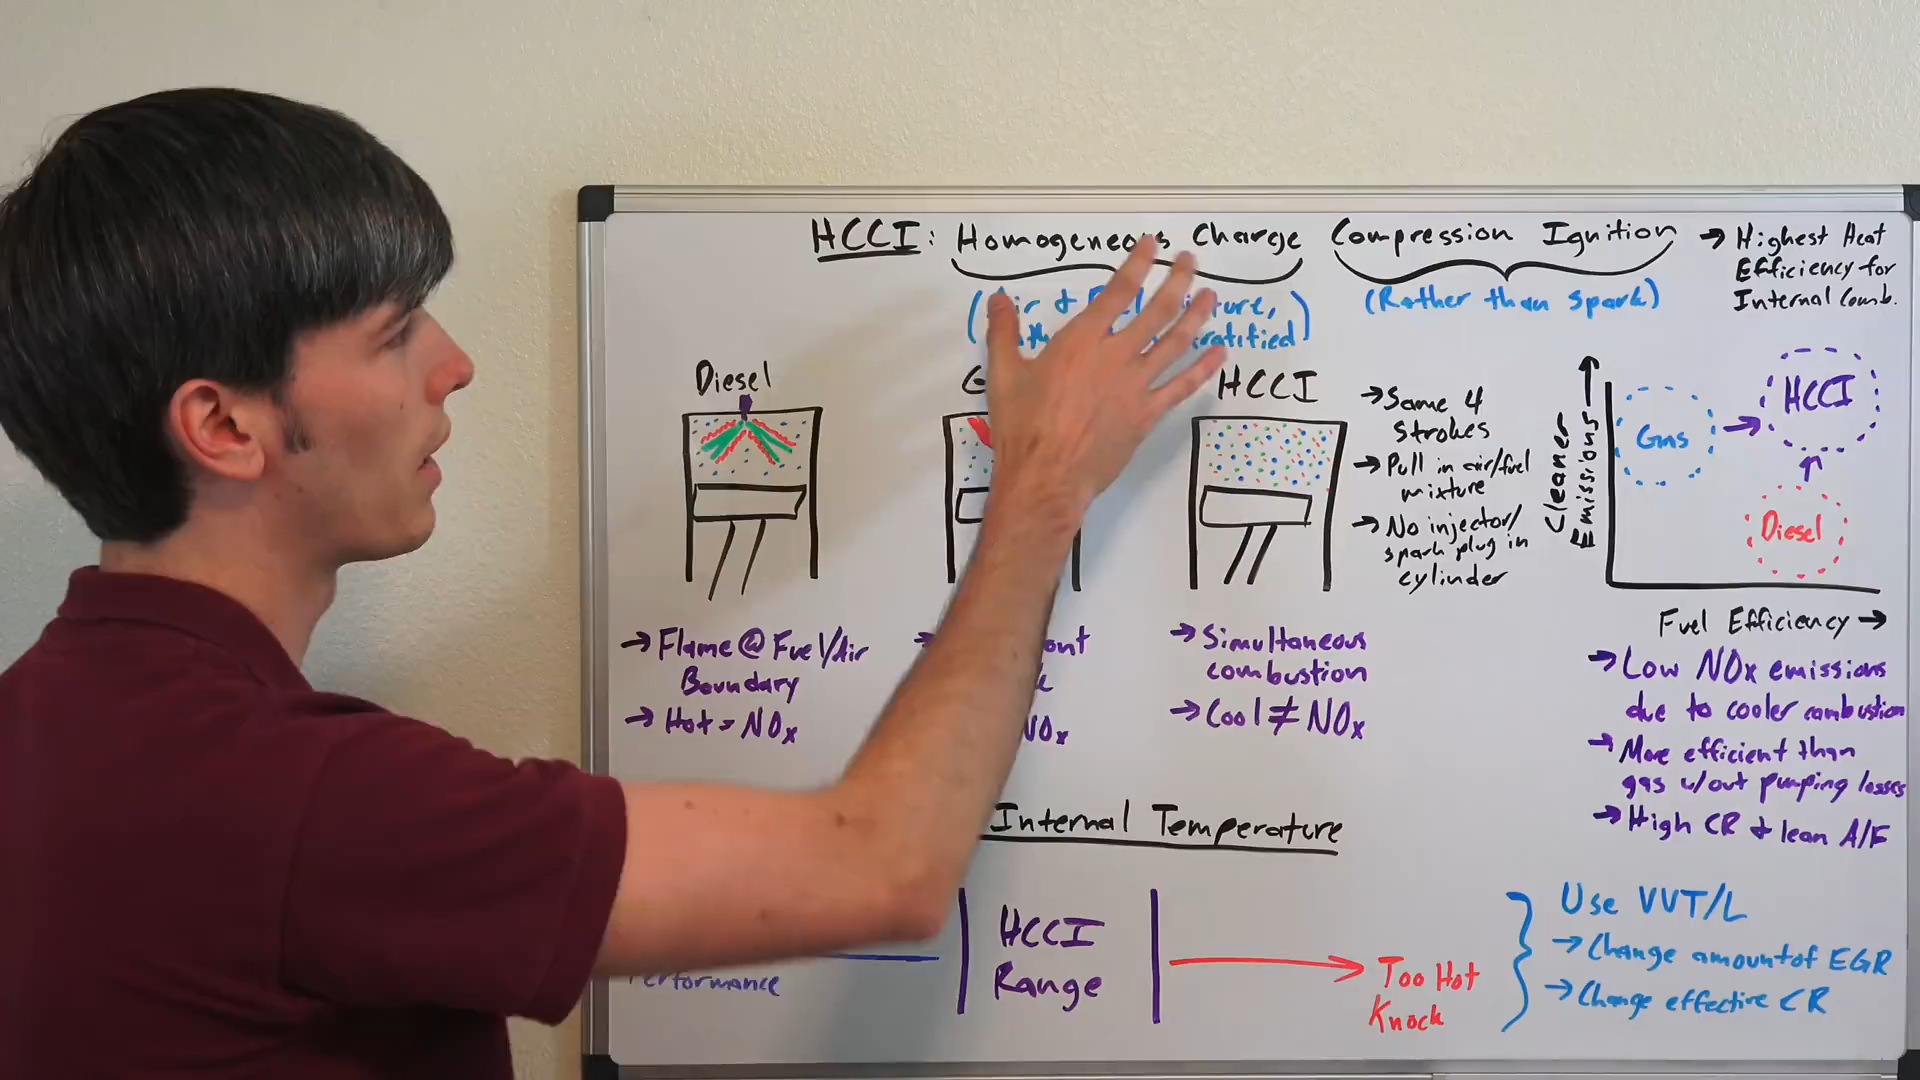 HCCI: Homogeneous Charge Compression Ignition
→ Highest Heat
Efficiency for
Internal Comb.
(Rather than spark)
Diesel
HCCI
→ Same 4
strokes
→ Pull in air/fuel
mixture
→ No injector/
spark plug in
cylinder
→ Flame @ Fuel/Air
Boundary
→ Hot = NOx
NOx
→ Simultaneous
combustion
→ Cool ≠ NOx
Cleaner
Emissions →
Gas
HCCI
Diesel
Fuel Efficiency →
→ Low NOx emissions
due to cooler combustion
→ More efficient than
gas w/out pumping losses
→ High CR & lean A/F
Internal Temperature
Performance
HCCI
Range
Too Hot
Knock
Use VVT/L
→ Change amount of EGR
→ Change effective CR